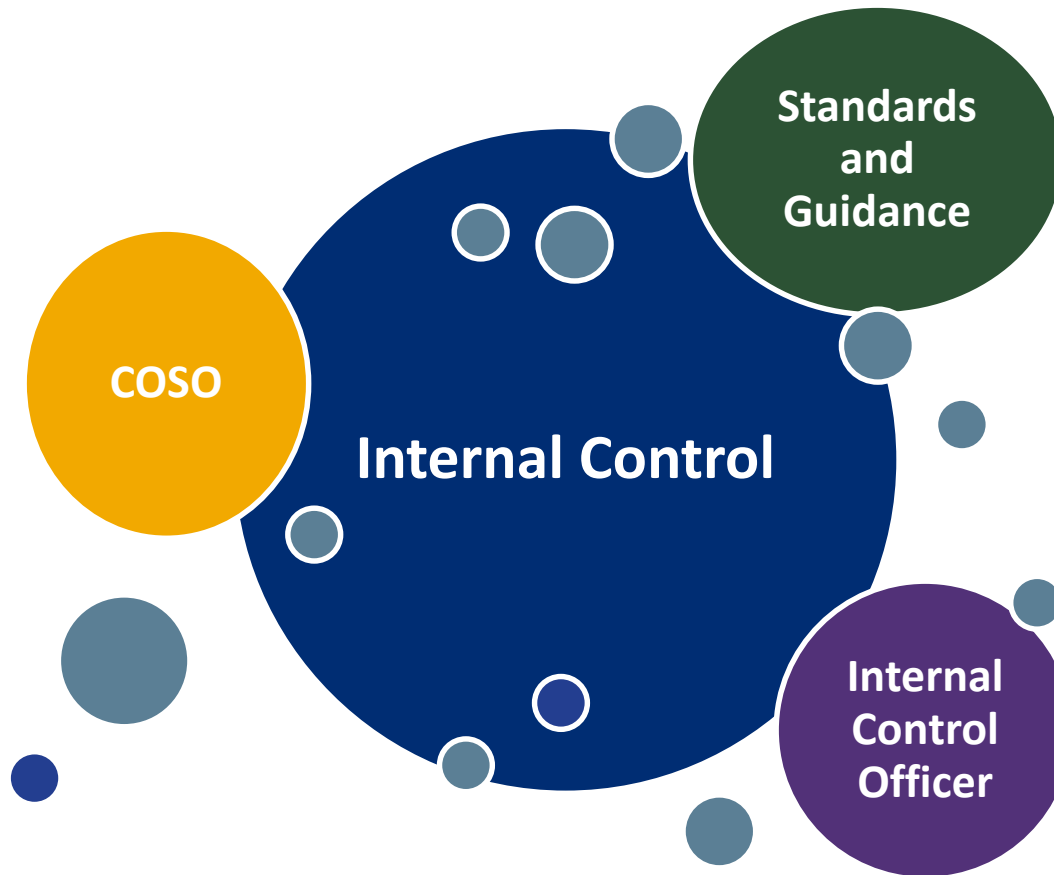 Standards
and
Guidance
COSO
Internal Control
Internal
Control
Officer